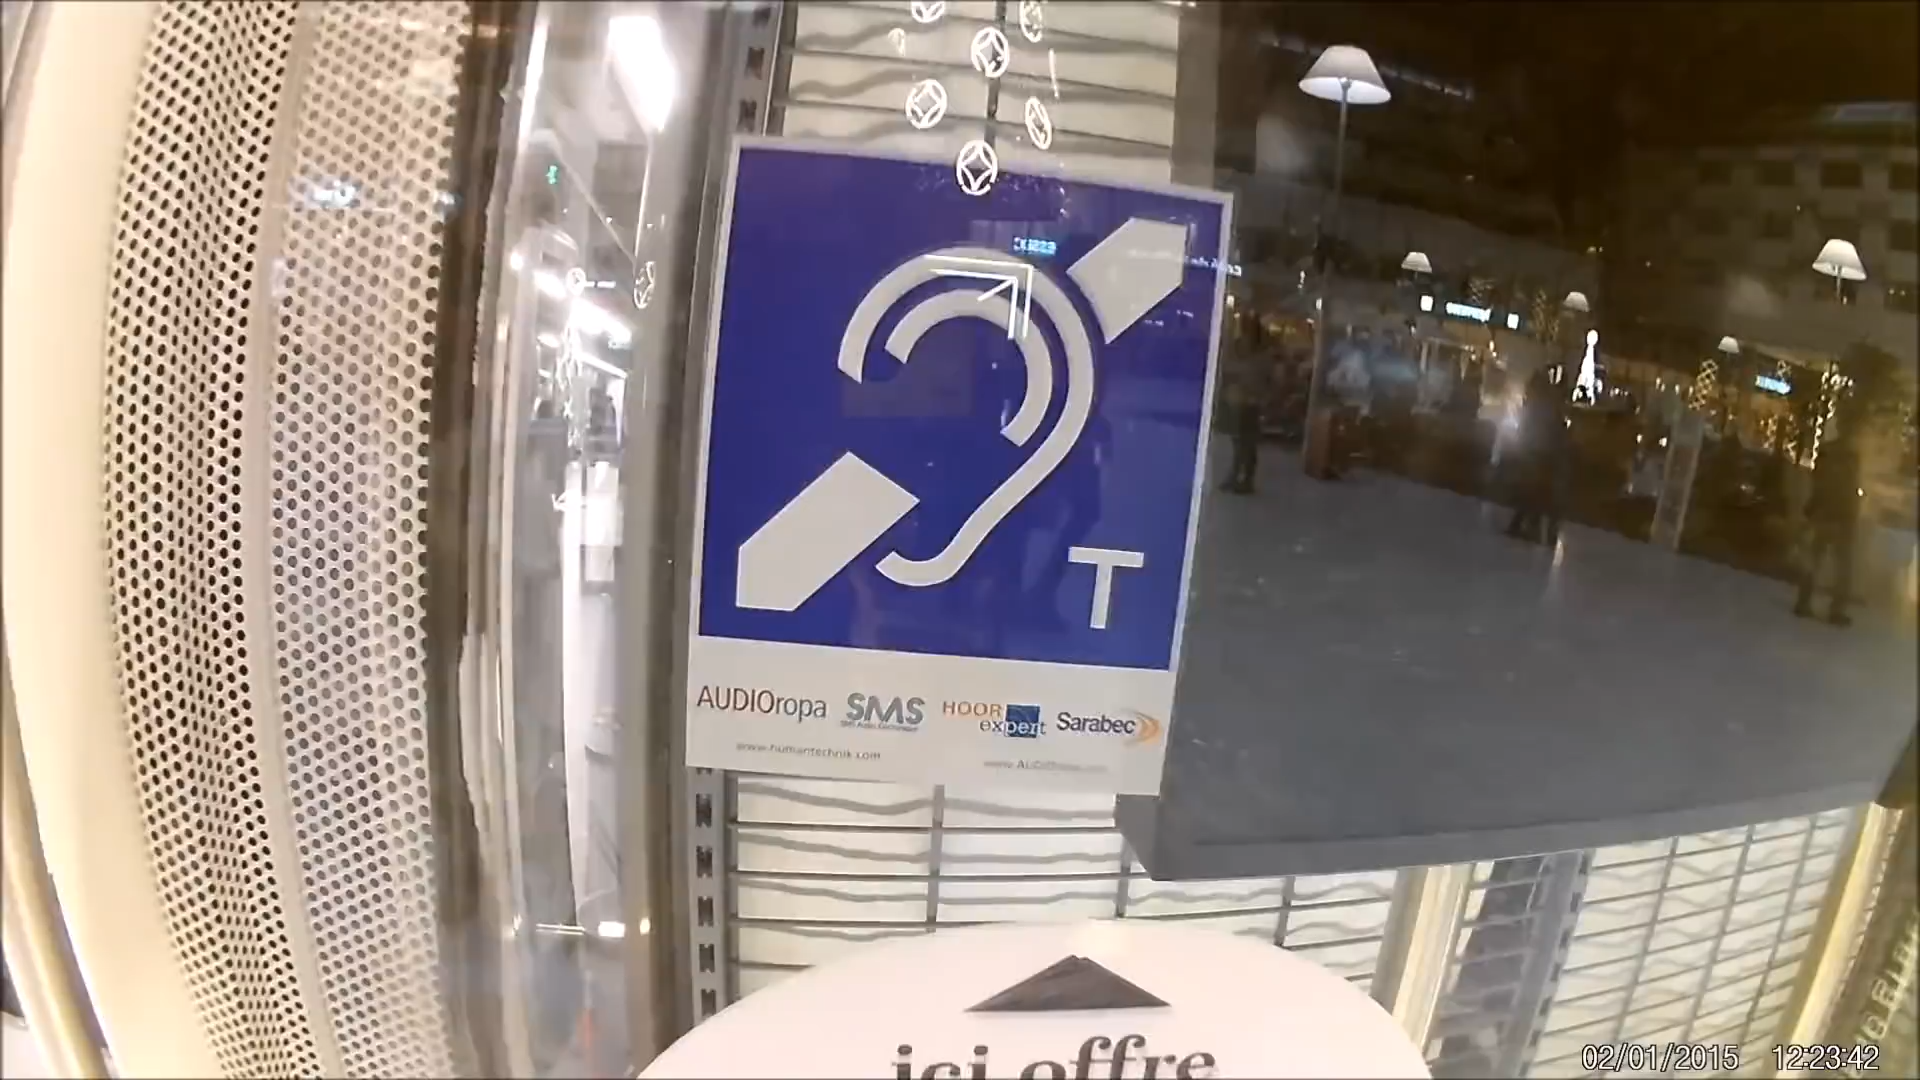 T
AUDIOropa SMS HOOR expert Sarabec
www.humantechnik.com
ici offre
02/01/2015 12:23:42